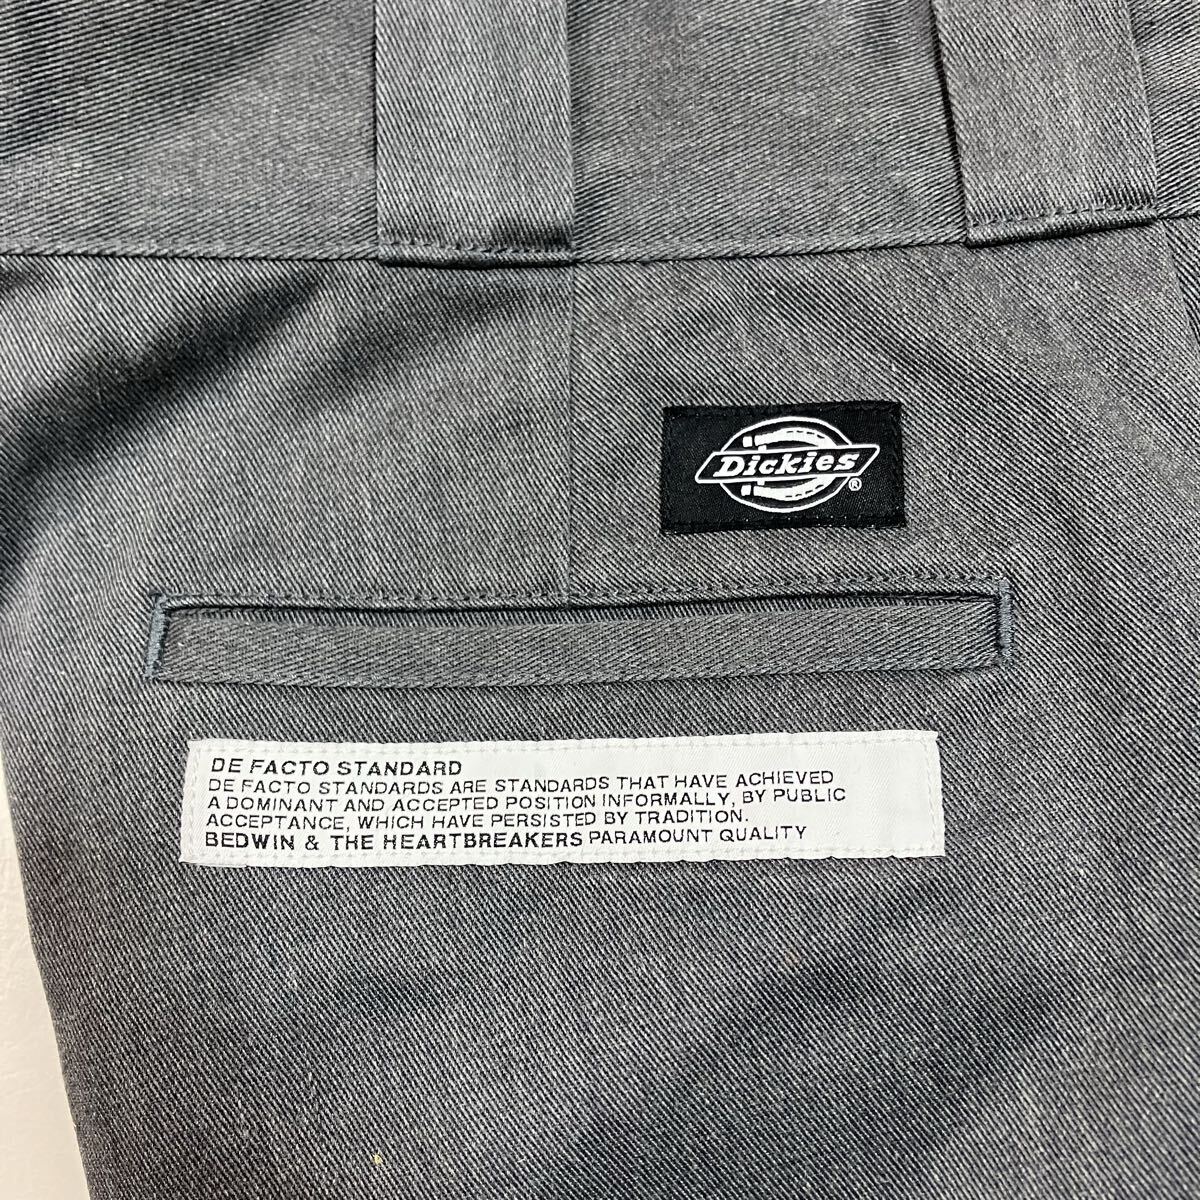 Dickies®
DE FACTO STANDARD
DE FACTO STANDARDS ARE STANDARDS THAT HAVE ACHIEVED
A DOMINANT AND ACCEPTED POSITION INFORMALLY, BY PUBLIC
ACCEPTANCE, WHICH HAVE PERSISTED BY TRADITION.
BEDWIN & THE HEARTBREAKERS PARAMOUNT QUALITY